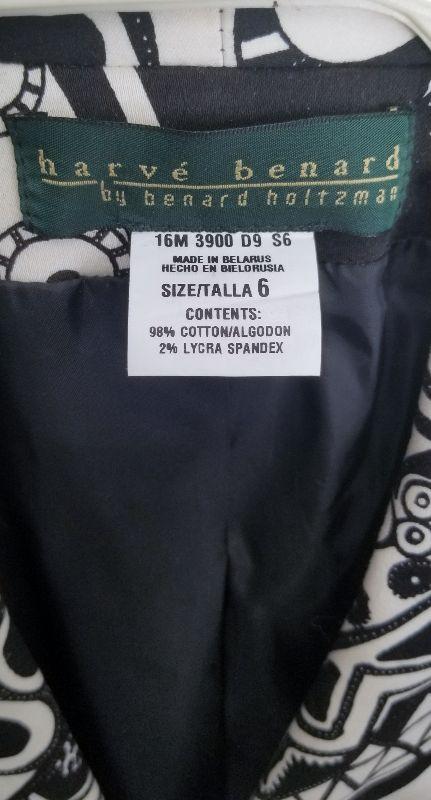 harvé benard
by benard holtzman
16M 3900 D9 S6
MADE IN BELARUS
HECHO EN BIELORUSIA
SIZE/TALLA 6
CONTENTS:
98% COTTON/ALGODON
2% LYCRA SPANDEX